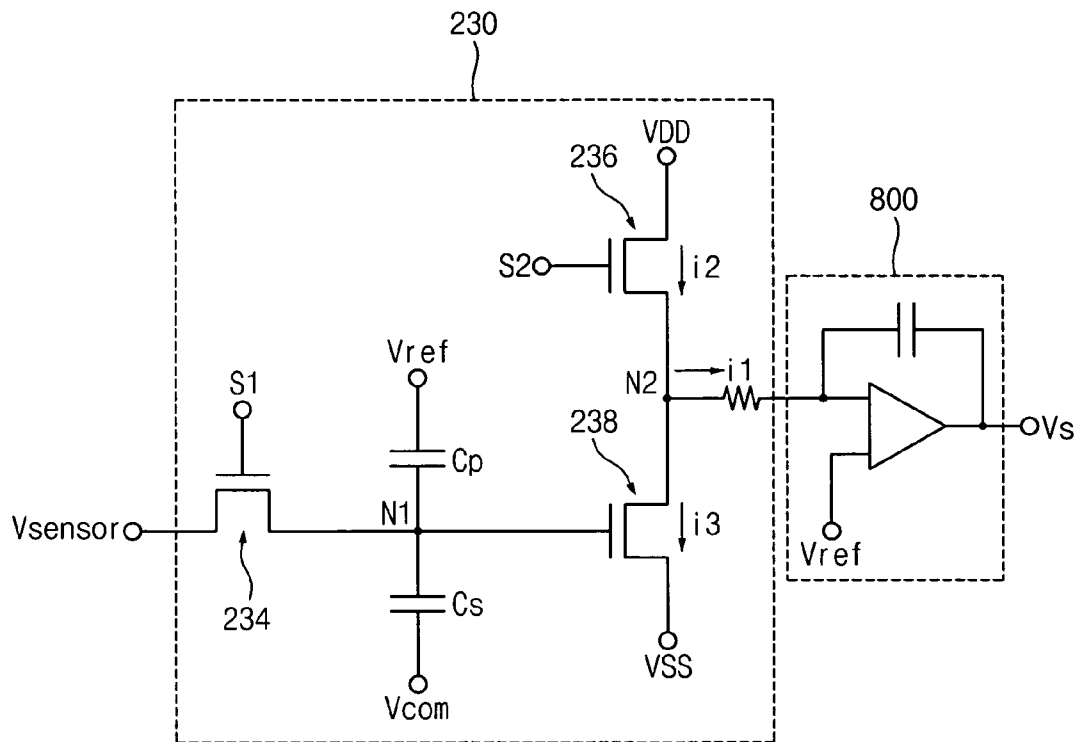 230
VDD
236
800
S2
i2
Vref
S1
N2
i1
238
Cp
Vs
N1
Vsensor
i3
Vref
234
Cs
VSS
Vcom